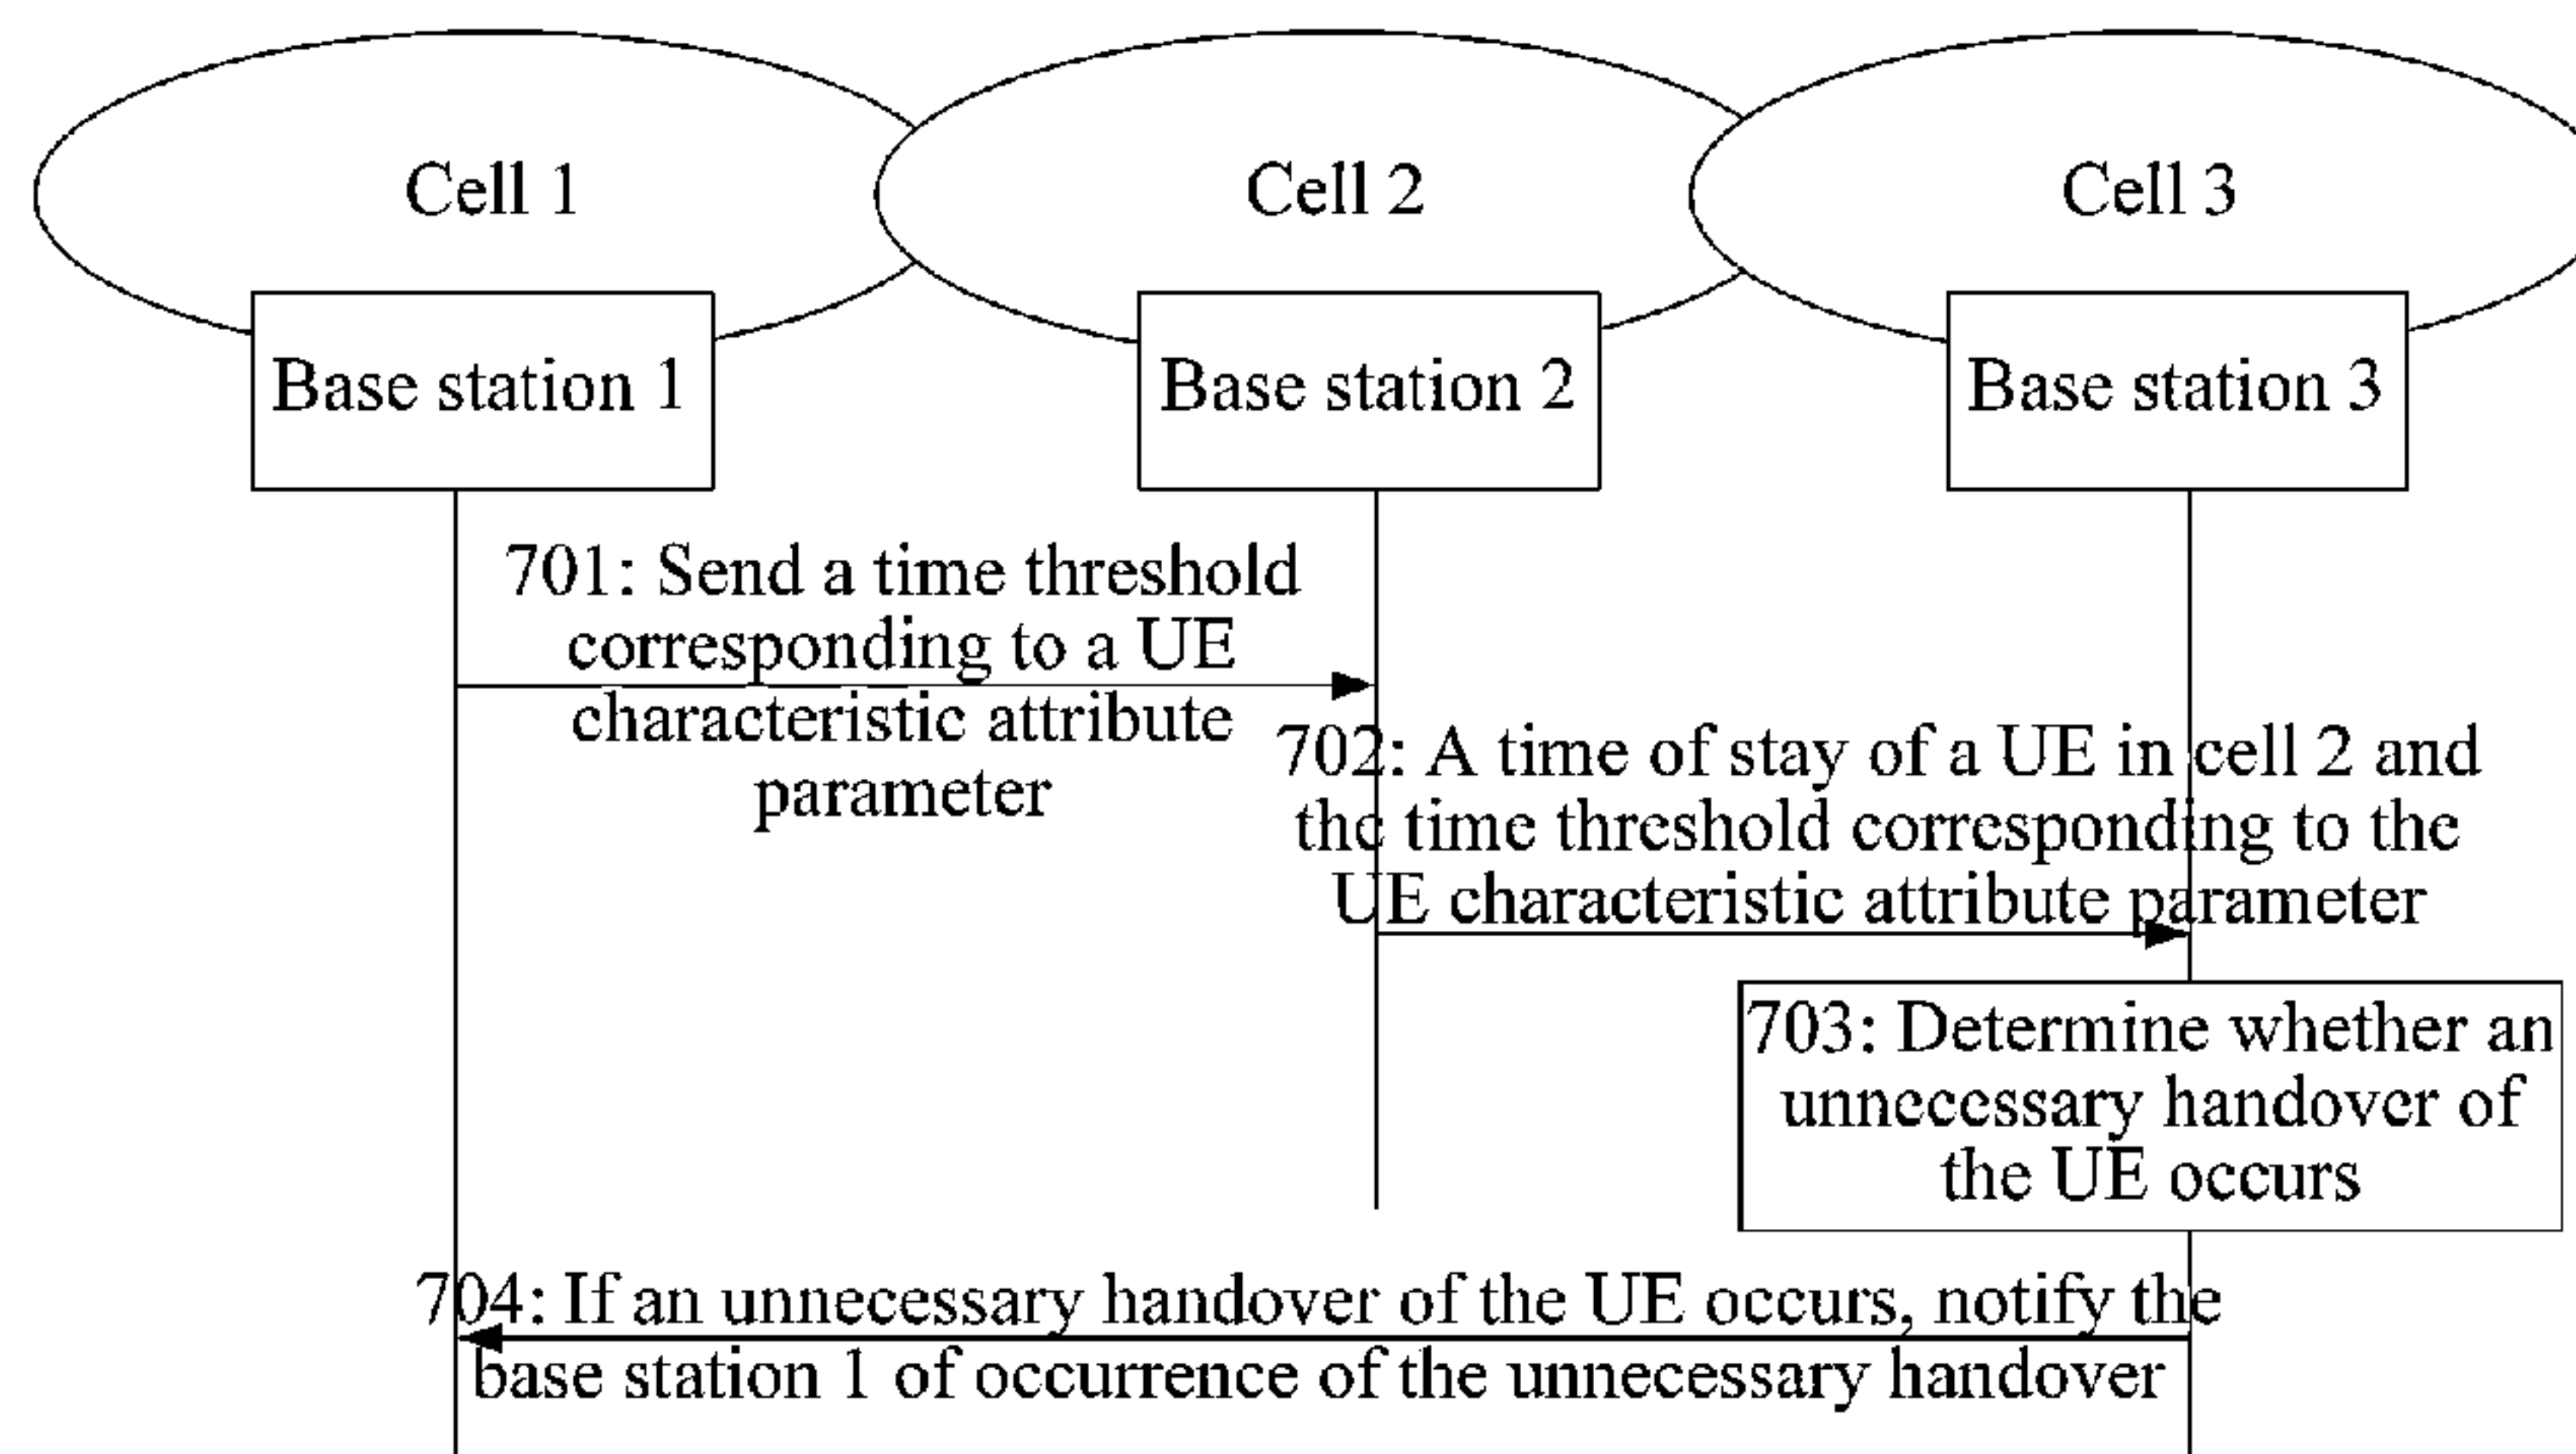 Cell 1
Cell 2
Cell 3
Base station 1
Base station 2
Base station 3
701: Send a time threshold
corresponding to a UE
characteristic attribute
parameter
702: A time of stay of a UE in cell 2 and
the time threshold corresponding to the
UE characteristic attribute parameter
703: Determine whether an
unnecessary handover of
the UE occurs
704: If an unnecessary handover of the UE occurs, notify the
base station 1 of occurrence of the unnecessary handover